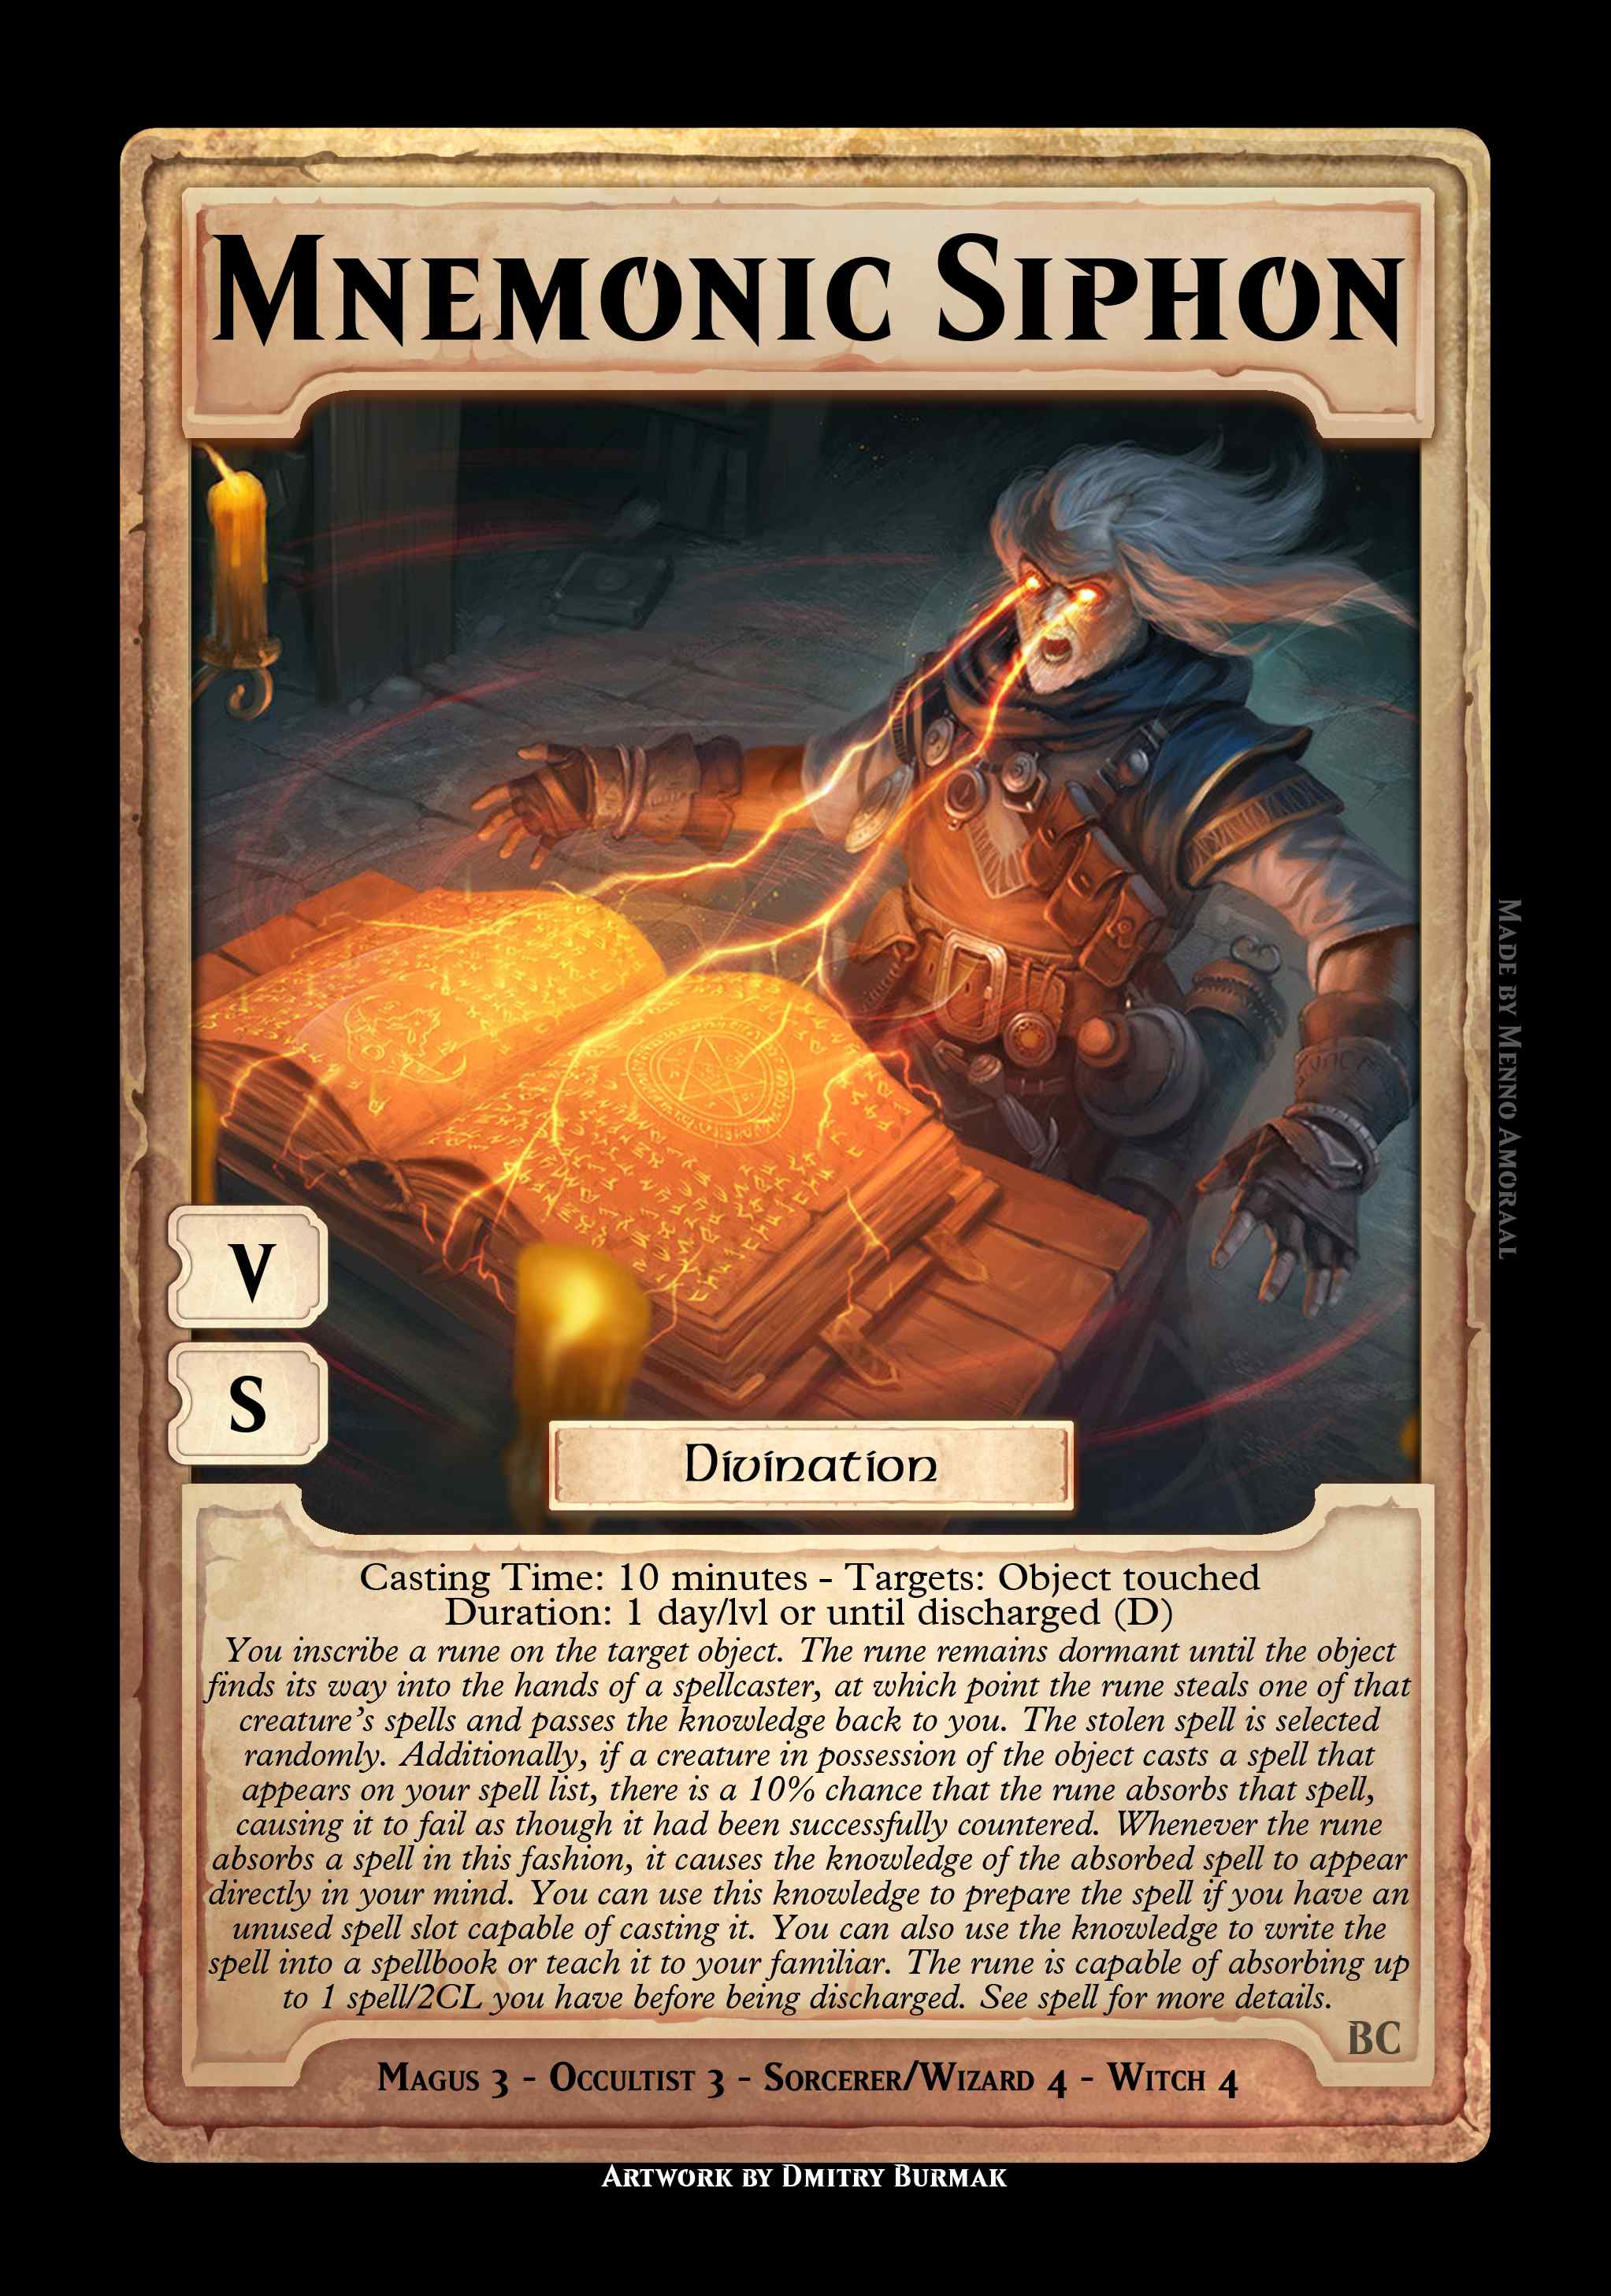 Mnemonic Siphon
V
S
Divination
Casting Time: 10 minutes - Targets: Object touched
Duration: 1 day/lvl or until discharged (D)
You inscribe a rune on the target object. The rune remains dormant until the object
finds its way into the hands of a spellcaster, at which point the rune steals one of that
creature's spells and passes the knowledge back to you. The stolen spell is selected
randomly. Additionally, if a creature in possession of the object casts a spell that
appears on your spell list, there is a 10% chance that the rune absorbs that spell,
causing it to fail as though it had been successfully countered. Whenever the rune
absorbs a spell in this fashion, it causes the knowledge of the absorbed spell to appear
directly in your mind. You can use this knowledge to prepare the spell if you have an
unused spell slot capable of casting it. You can also use the knowledge to write the
spell into a spellbook or teach it to your familiar. The rune is capable of absorbing up
to 1 spell/2CL you have before being discharged. See spell for more details.
BC
Magus 3 - Occultist 3 - Sorcerer/Wizard 4 - Witch 4
Artwork by Dmitry Burmak
Made by Menno Amoraal